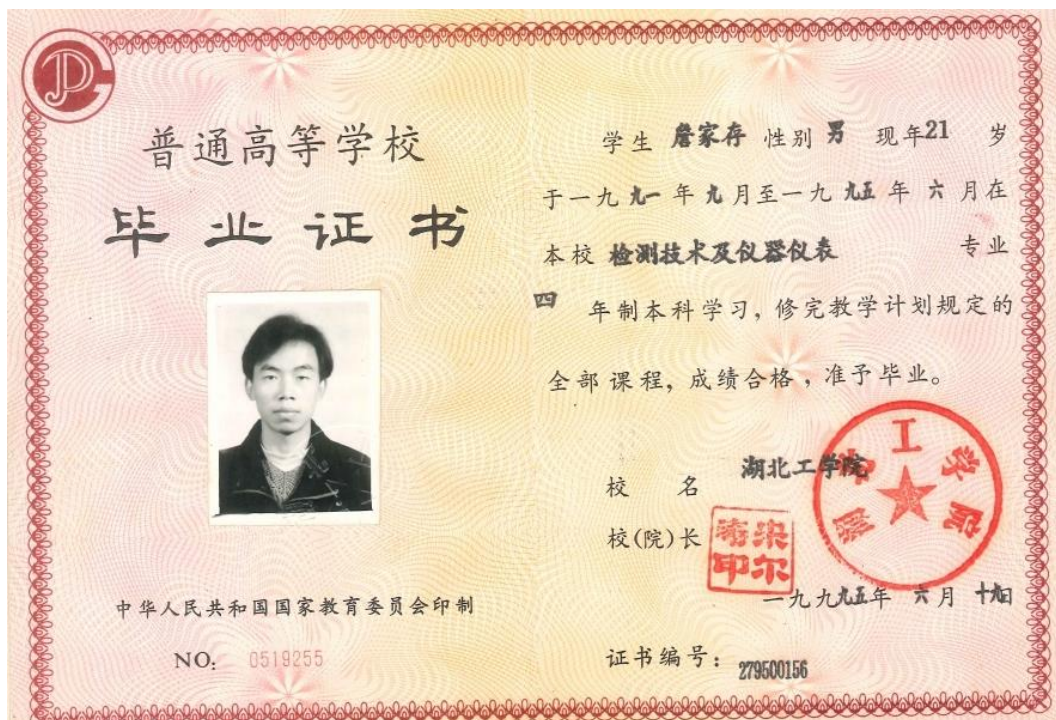 普通高等学校
毕业证书
中华人民共和国国家教育委员会印制
NO: 0519255
学生 詹家存 性别 男 现年21 岁
于一九九一年九月至一九九五年六月在
本校 检测技术及仪器仪表 专业
四 年制本科学习，修完教学计划规定的
全部课程，成绩合格，准予毕业。
校 名 湖北工学院
校(院)长
一九九九五年 六月 十九日
证书编号： 279500156